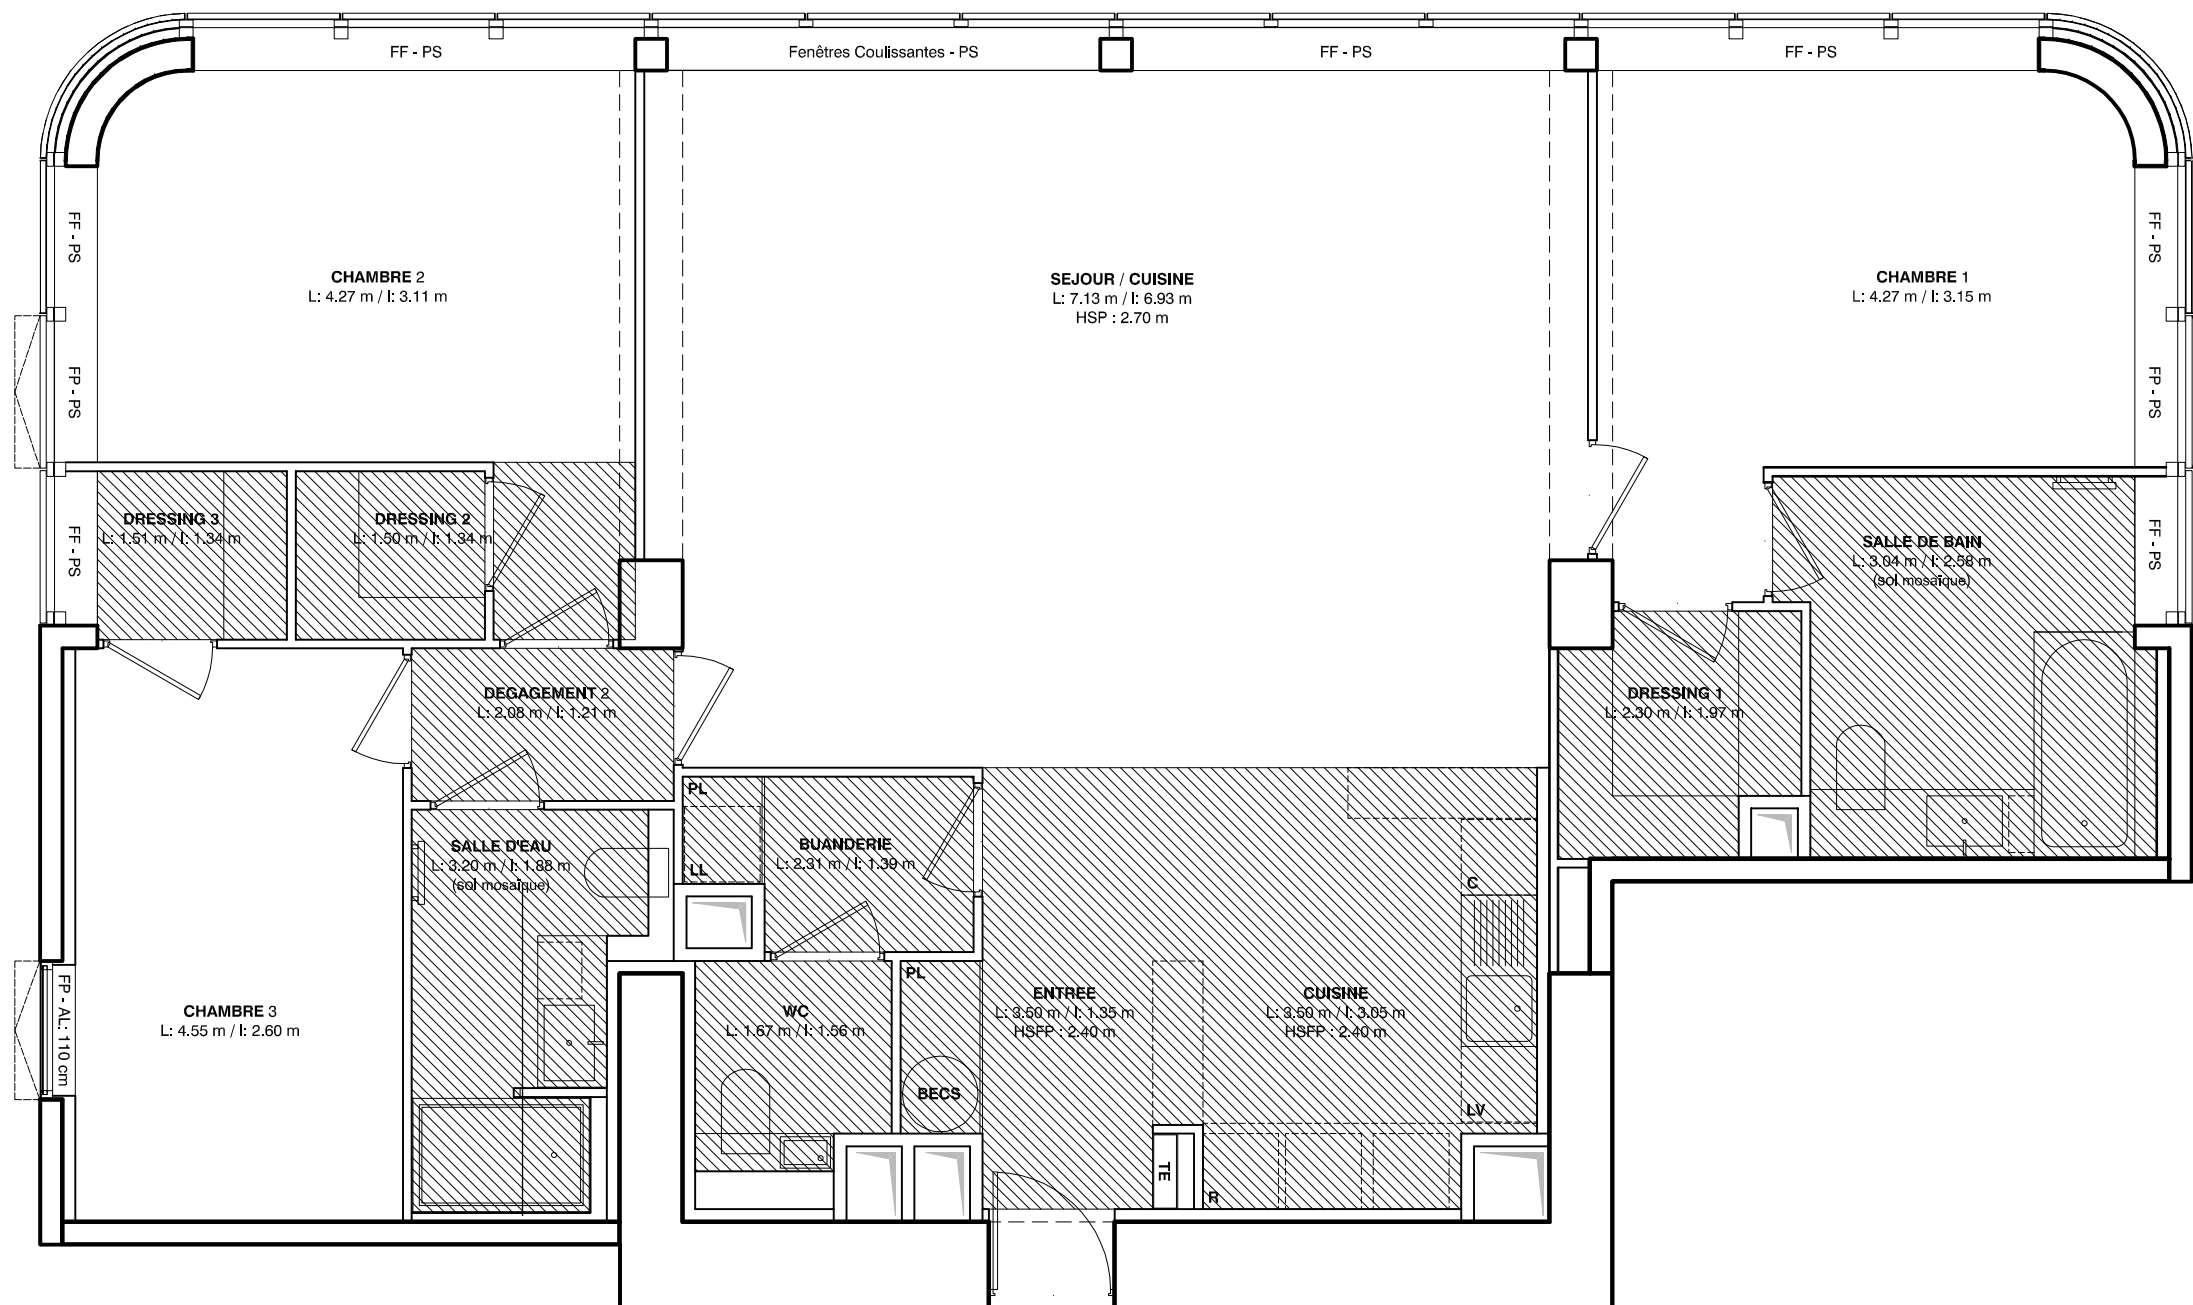 FF - PS
Fenêtres Coulissantes - PS
FF - PS
FF - PS
FF - PS
FF - PS
CHAMBRE 2
L: 4.27 m / l: 3.11 m
SEJOUR / CUISINE
L: 7.13 m / l: 6.93 m
HSP : 2.70 m
CHAMBRE 1
L: 4.27 m / l: 3.15 m
FP - PS
FP - PS
DRESSING 3
L: 1.51 m / l: 1.34 m
DRESSING 2
L: 1.50 m / l: 1.34 m
FF - PS
FF - PS
SALLE DE BAIN
L: 3.04 m / l: 2.58 m
(sol mosaïque)
DEGAGEMENT 2
L: 2.08 m / l: 1.21 m
DRESSING 1
L: 2.30 m / l: 1.97 m
PL
SALLE D'EAU
L: 3.20 m / l: 1.88 m
(sol mosaïque)
BUANDERIE
L: 2.31 m / l: 1.39 m
LL
C
PL
CHAMBRE 3
L: 4.55 m / l: 2.60 m
FP - AL: 110 cm
WC
L: 1.67 m / l: 1.56 m
ENTREE
L: 3.50 m / l: 1.35 m
HSFP : 2.40 m
CUISINE
L: 3.50 m / l: 3.05 m
HSFP : 2.40 m
BECS
LV
TE
R